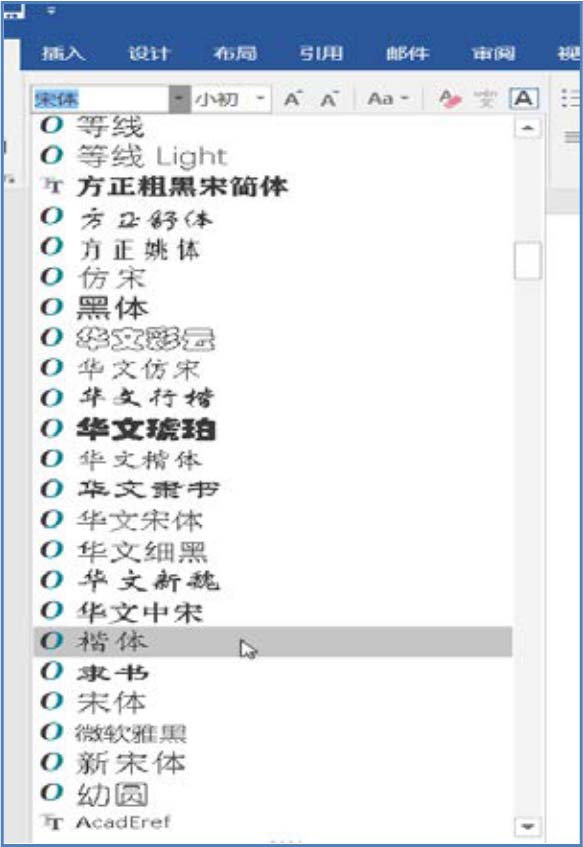 插入 设计 布局 引用 邮件 审阅 视
宋体 小初 A A Aa A 变 A
等线
等线 Light
方正粗黑宋简体
方正舒体
方正姚体
仿宋
黑体
华文彩云
华文仿宋
华文行楷
华文琥珀
华文楷体
华文隶书
华文宋体
华文细黑
华文新魏
华文中宋
楷体
隶书
宋体
微软雅黑
新宋体
幼圆
AcadEref